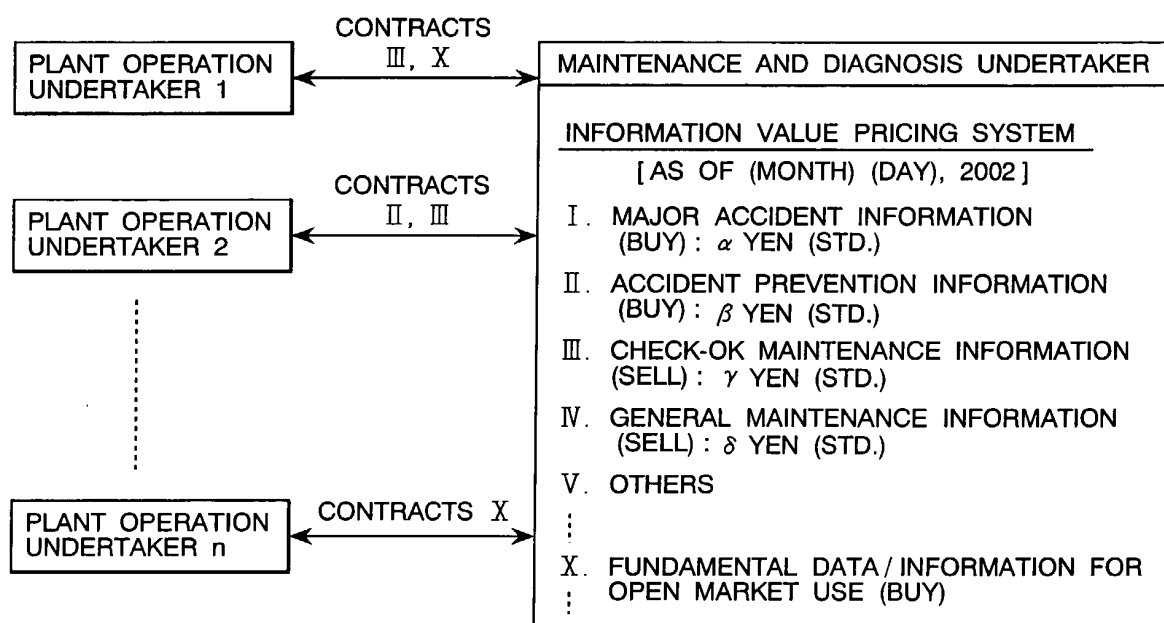 CONTRACTS
Ⅲ, Ⅹ
PLANT OPERATION
UNDERTAKER 1
MAINTENANCE AND DIAGNOSIS UNDERTAKER
INFORMATION VALUE PRICING SYSTEM
[AS OF (MONTH) (DAY), 2002]
CONTRACTS
Ⅱ, Ⅲ
PLANT OPERATION
UNDERTAKER 2
Ⅰ. MAJOR ACCIDENT INFORMATION
(BUY) : α YEN (STD.)
Ⅱ. ACCIDENT PREVENTION INFORMATION
(BUY) : β YEN (STD.)
Ⅲ. CHECK-OK MAINTENANCE INFORMATION
(SELL) : γ YEN (STD.)
Ⅳ. GENERAL MAINTENANCE INFORMATION
(SELL) : δ YEN (STD.)
Ⅴ. OTHERS
CONTRACTS Ⅹ
PLANT OPERATION
UNDERTAKER n
Ⅹ. FUNDAMENTAL DATA / INFORMATION FOR
OPEN MARKET USE (BUY)